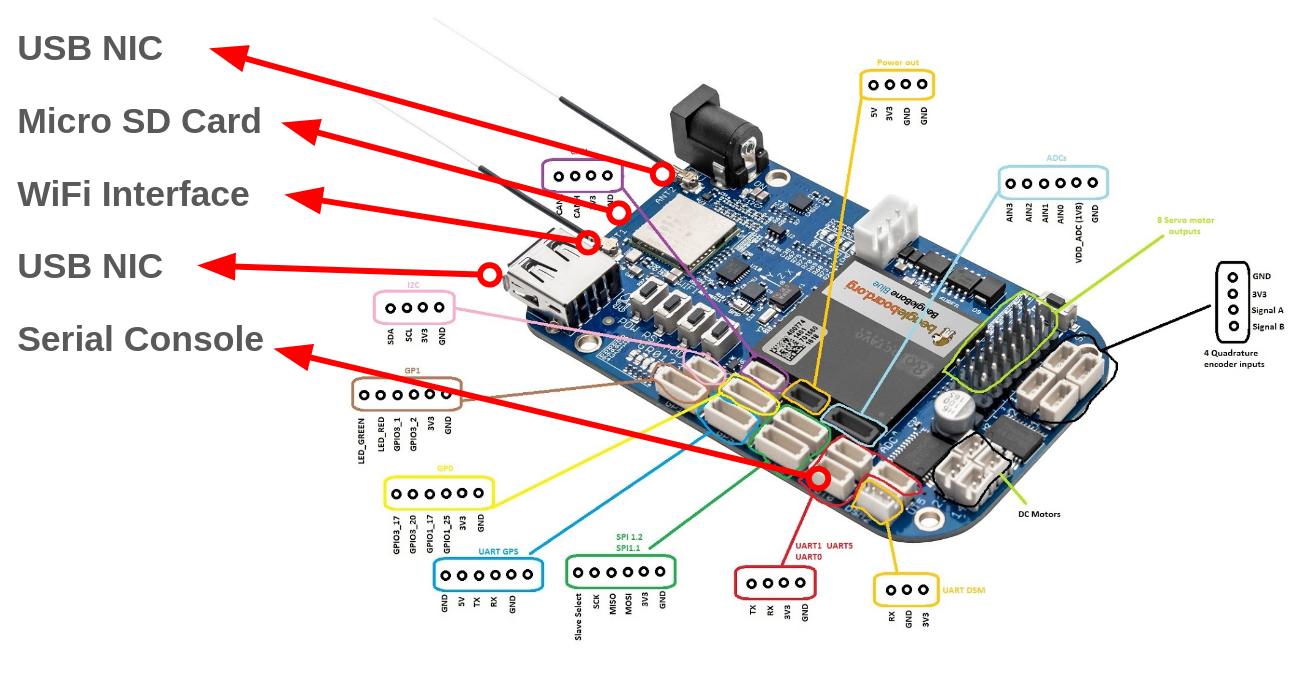 USB NIC
Micro SD Card
WiFi Interface
USB NIC
Serial Console
Power out
5V
3V3
GND
GND
ADCs
AIN3
AIN2
AIN1
AIN0
VDD_ADC (1V8)
GND
8 Servo motor
outputs
GND
3V3
Signal A
Signal B
4 Quadrature
encoder inputs
I2C
SDA
SCL
3V3
GND
GP1
LED_GREEN
LED_RED
GPIO3_1
GPIO3_2
3V3
GND
GP0
GPIO3_17
GPIO3_20
GPIO1_17
GPIO1_25
3V3
GND
UART GPS
GND
5V
TX
RX
GND
SPI 1.2
SPI1.1
Slave Select
SCK
MISO
MOSI
3V3
GND
UART1 UART5
UART0
TX
RX
3V3
GND
UART DSM
RX
GND
3V3
DC Motors
beagleboard.org
BeagleBone Blue
ON